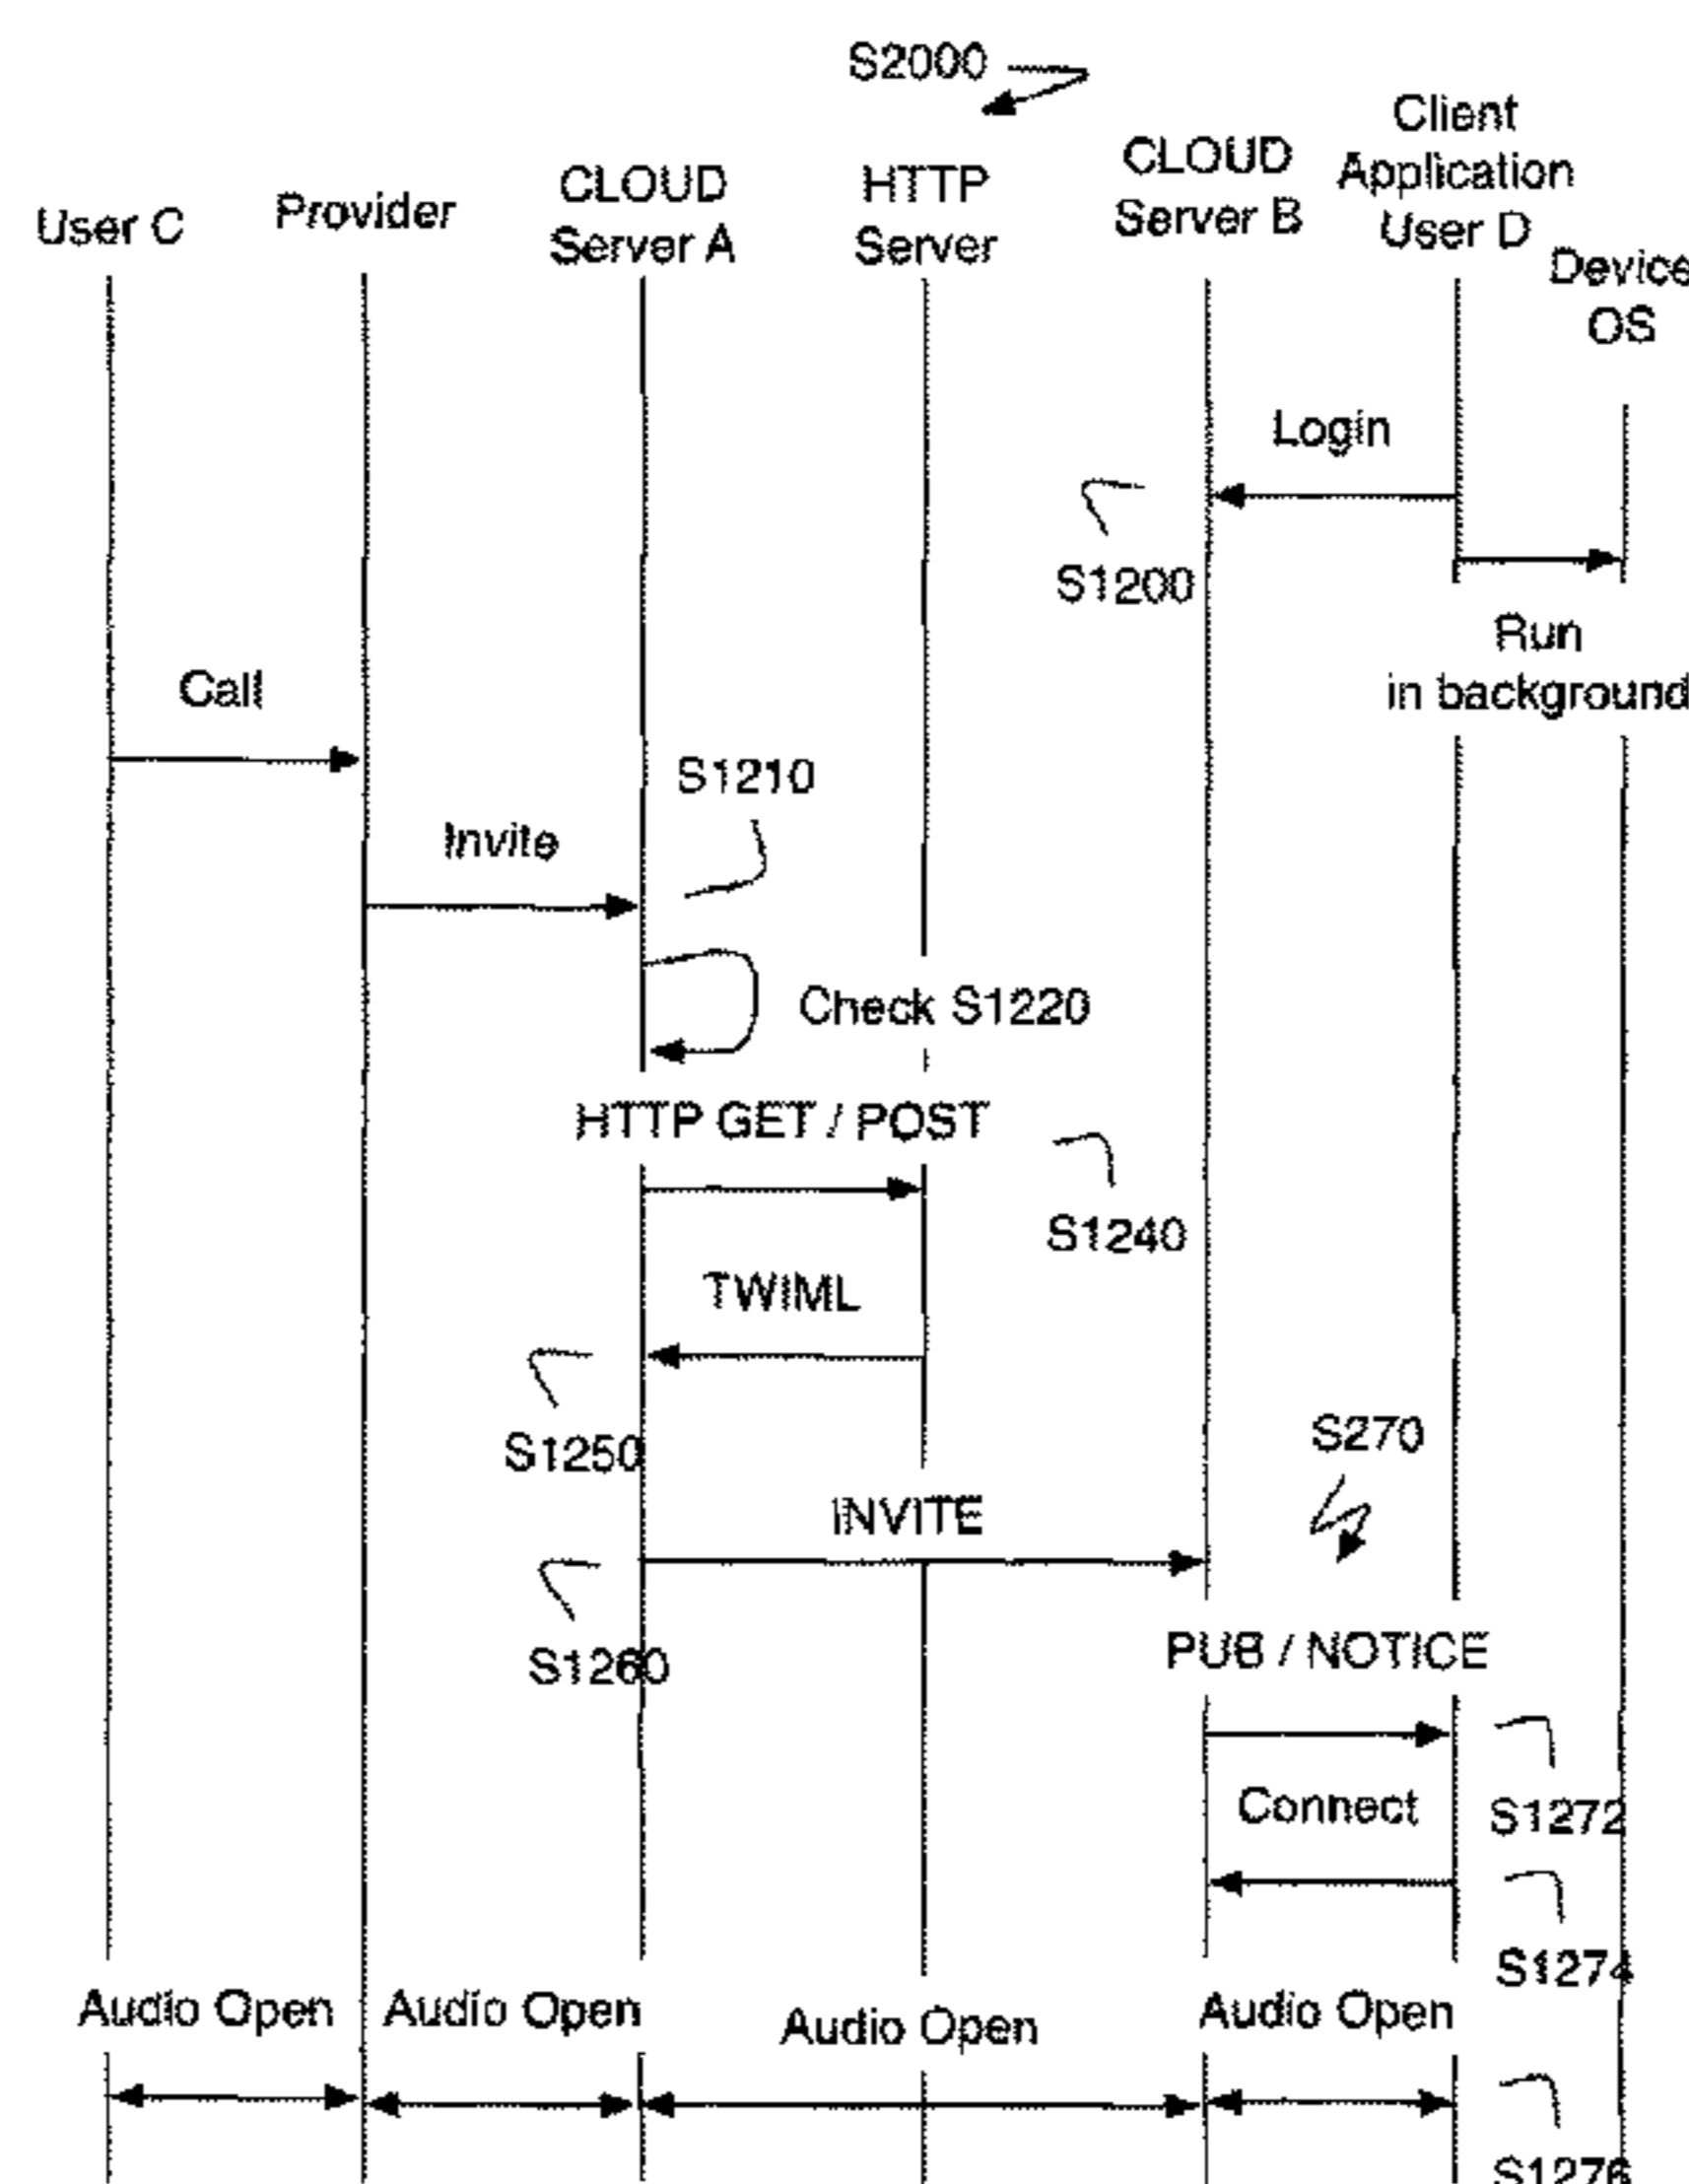 S2000
User C
Provider
CLOUD
Server A
HTTP
Server
CLOUD
Server B
Client
Application
User D
Device
OS
Login
S1200
Run
in background
Call
S1210
Invite
Check S1220
HTTP GET / POST
S1240
TWIML
S1250
S270
INVITE
S1260
PUB / NOTICE
S1272
Connect
S1274
Audio Open
Audio Open
Audio Open
Audio Open
S1276